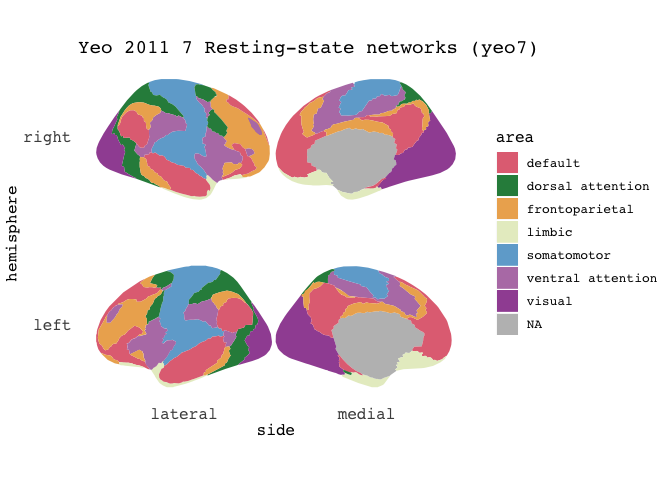 Yeo 2011 7 Resting-state networks (yeo7)
right
left
hemisphere
lateral
medial
side
area
default
dorsal attention
frontoparietal
limbic
somatomotor
ventral attention
visual
NA